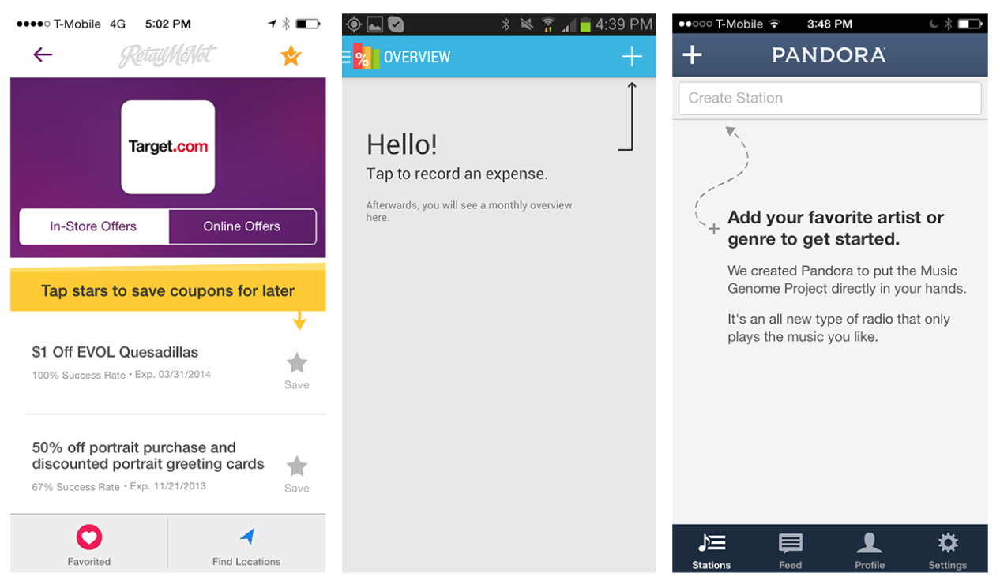 T-Mobile 4G 5:02 PM
RetailMeNot
Target.com
In-Store Offers Online Offers
Tap stars to save coupons for later
$1 Off EVOL Quesadillas
100% Success Rate • Exp. 03/31/2014
Save
50% off portrait purchase and
discounted portrait greeting cards
67% Success Rate • Exp. 11/21/2013
Save
Favorited Find Locations
4:39 PM
% OVERVIEW
Hello!
Tap to record an expense.
Afterwards, you will see a monthly overview
here.
T-Mobile 3:48 PM
PANDORA
Create Station
Add your favorite artist or
genre to get started.
We created Pandora to put the Music
Genome Project directly in your hands.
It's an all new type of radio that only
plays the music you like.
Stations Feed Profile Settings